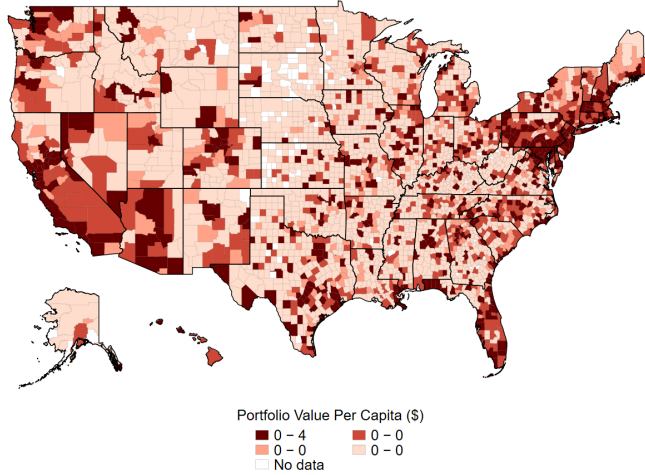 Portfolio Value Per Capita ($)
0 − 4 0 − 0
0 − 0 0 − 0
No data